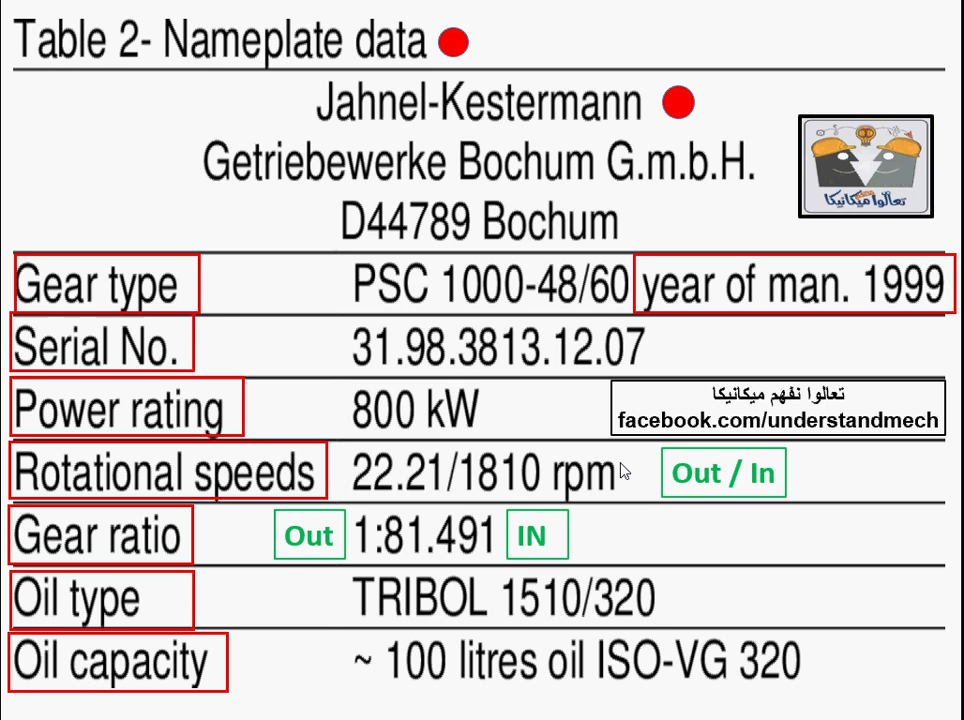 Table 2- Nameplate data
Jahnel-Kestermann
Getriebewerke Bochum G.m.b.H.
D44789 Bochum
تعالوا نفهم ميكانيكا
Gear type PSC 1000-48/60 year of man. 1999
Serial No. 31.98.3813.12.07
Power rating 800 kW
تعالوا نفهم ميكانيكا
facebook.com/understandmech
Rotational speeds 22.21/1810 rpm Out / In
Gear ratio Out 1:81.491 IN
Oil type TRIBOL 1510/320
Oil capacity ~ 100 litres oil ISO-VG 320